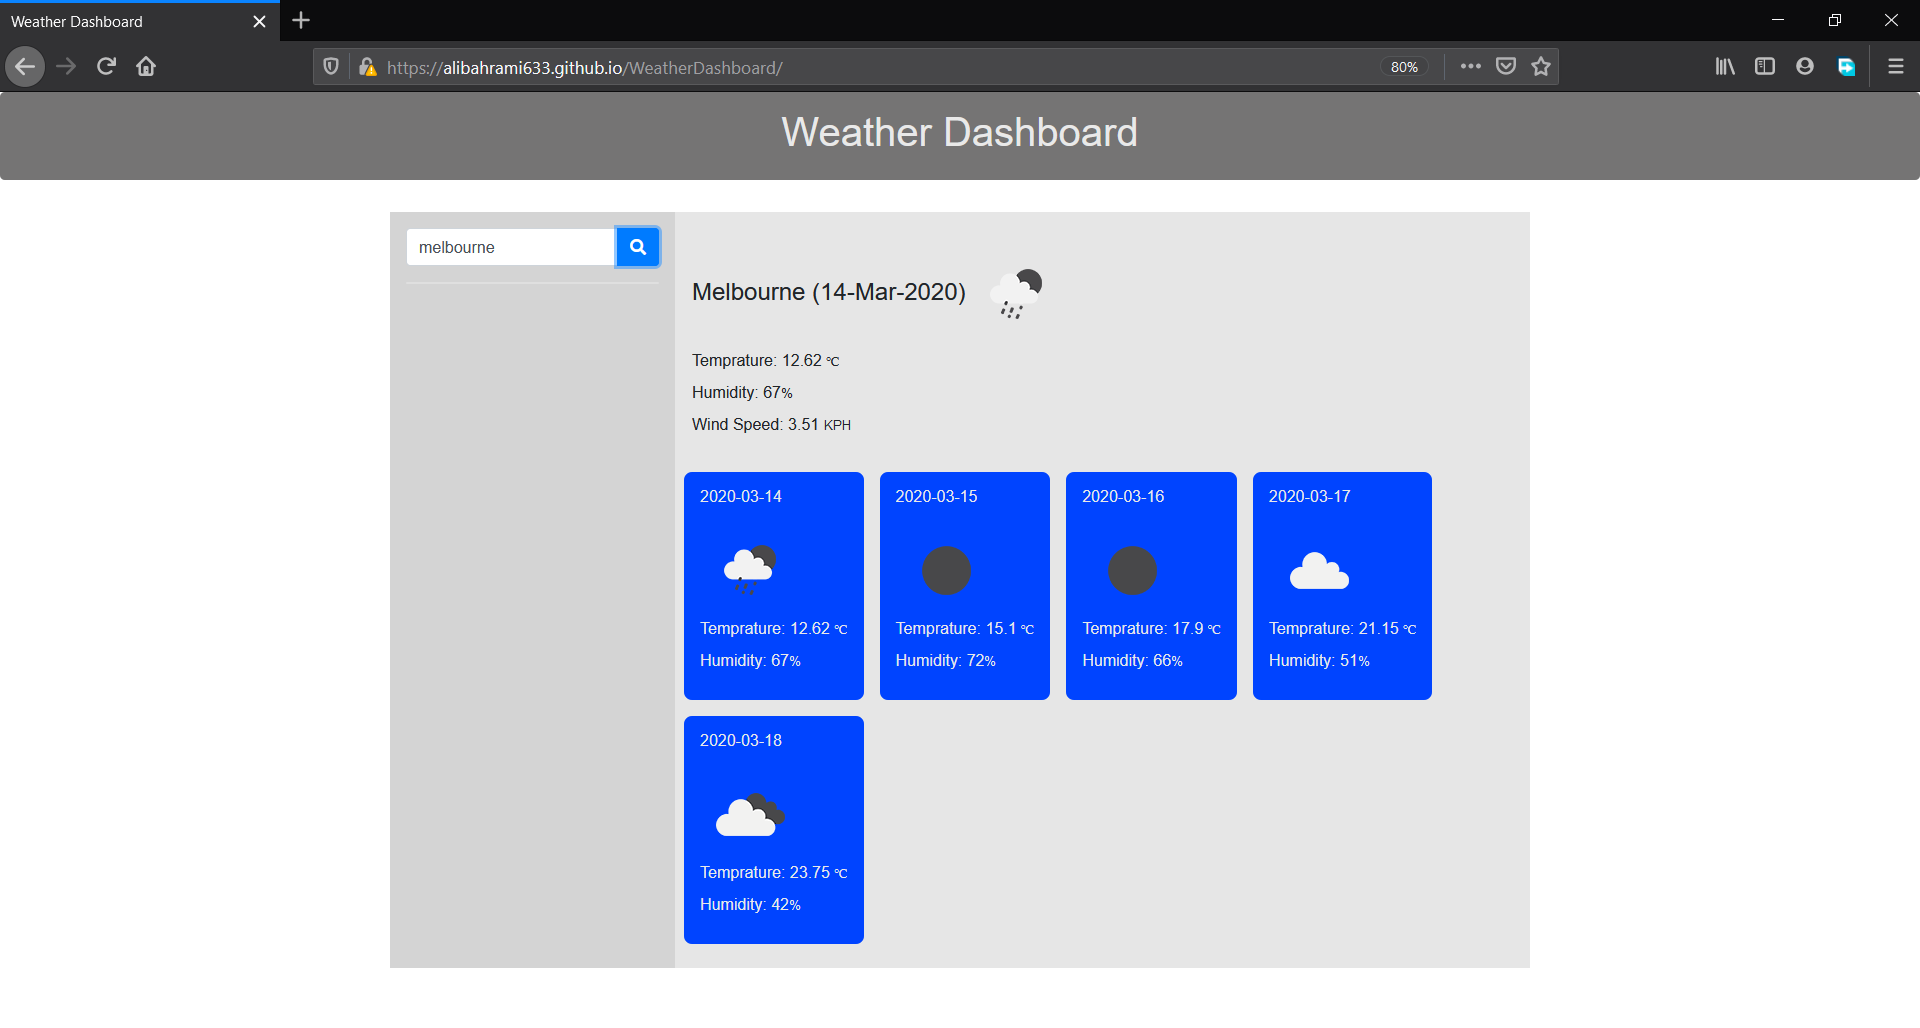 Weather Dashboard
https://alibahrami633.github.io/WeatherDashboard/
80%
Weather Dashboard
melbourne
Melbourne (14-Mar-2020)
Temprature: 12.62 °C
Humidity: 67%
Wind Speed: 3.51 KPH
2020-03-14
Temprature: 12.62 °C
Humidity: 67%
2020-03-15
Temprature: 15.1 °C
Humidity: 72%
2020-03-16
Temprature: 17.9 °C
Humidity: 66%
2020-03-17
Temprature: 21.15 °C
Humidity: 51%
2020-03-18
Temprature: 23.75 °C
Humidity: 42%